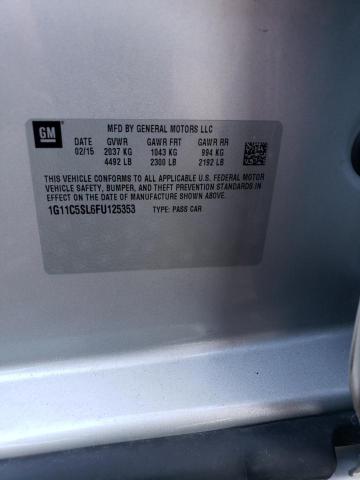 GM
MFD BY GENERAL MOTORS LLC
DATE GVWR GAWR FRT GAWR RR
02/15 2037 KG 1043 KG 994 KG
4492 LB 2300 LB 2192 LB
THIS VEHICLE CONFORMS TO ALL APPLICABLE U.S. FEDERAL MOTOR
VEHICLE SAFETY, BUMPER, AND THEFT PREVENTION STANDARDS IN
EFFECT ON THE DATE OF MANUFACTURE SHOWN ABOVE.
1G11C5SL6FU125353 TYPE: PASS CAR